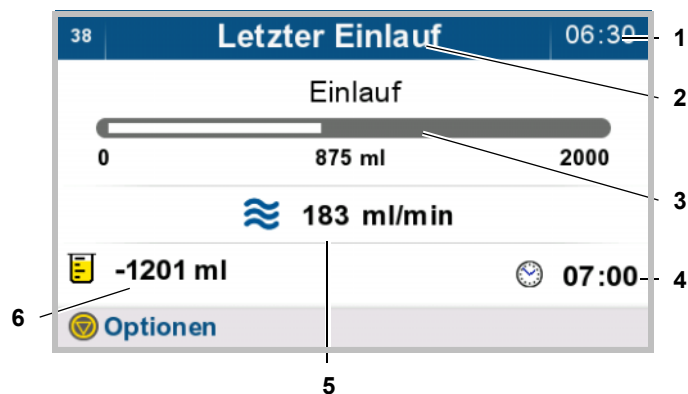 38 Letzter Einlauf 06:30 1
2
Einlauf
0 875 ml 2000
3
183 ml/min
-1201 ml 07:00 4
6
Optionen
5